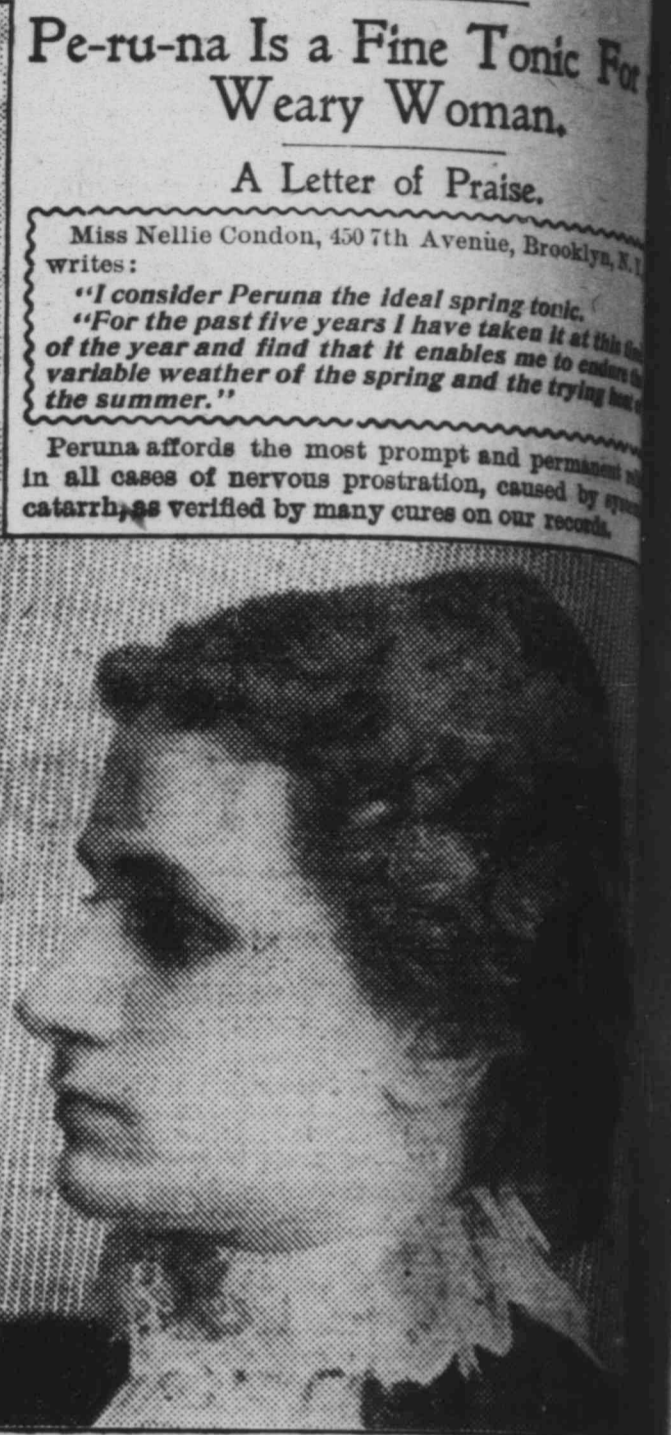 Pe-ru-na Is a Fine Tonic For
Weary Woman.
A Letter of Praise.
Miss Nellie Condon, 450 7th Avenue, Brooklyn, N.
writes:
"I consider Peruna the ideal spring tonic.
"For the past five years I have taken it at this
of the year and find that it enables me to endure
variable weather of the spring and the trying heat
the summer."
Peruna affords the most prompt and permanent
in all cases of nervous prostration, caused by
catarrh, as verified by many cures on our records.